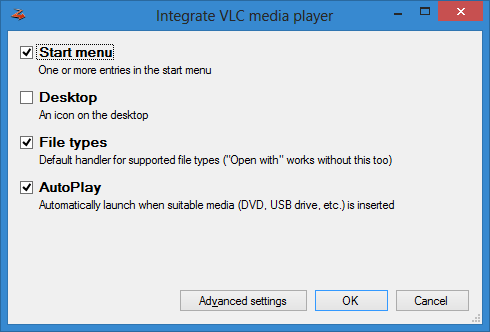 Integrate VLC media player
Start menu
One or more entries in the start menu
Desktop
An icon on the desktop
File types
Default handler for supported file types ("Open with" works without this too)
AutoPlay
Automatically launch when suitable media (DVD, USB drive, etc.) is inserted
Advanced settings OK Cancel